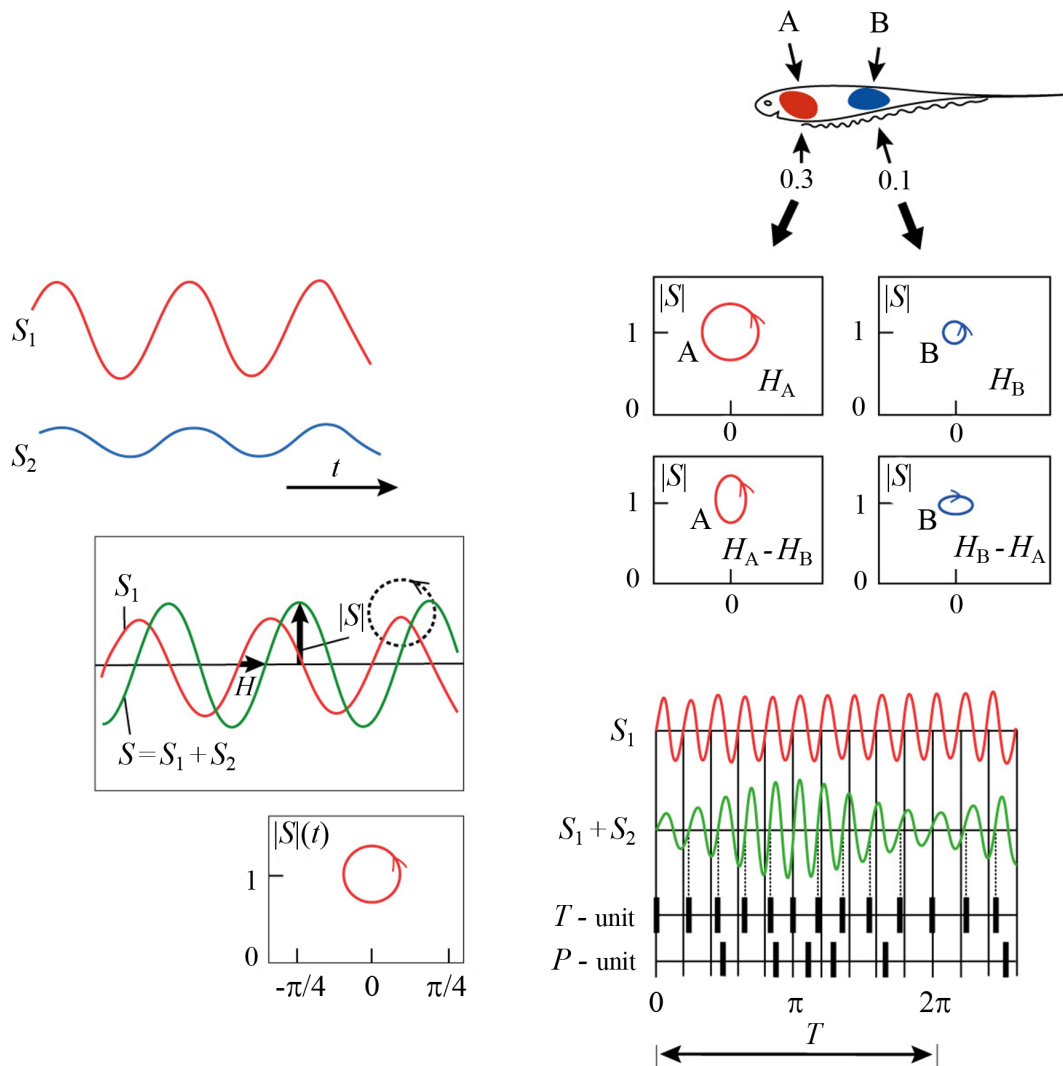 A B
0.3 0.1
S1
S2
t
S1
|S|
H
S = S1 + S2
|S|(t)
1
0
-π/4 0 π/4
|S| |S|
1 1
A B
HA HB
0 0
0 0
|S| |S|
1 1
A B
HA - HB HB - HA
0 0
0 0
S1
S1 + S2
T - unit
P - unit
0 π 2π
T